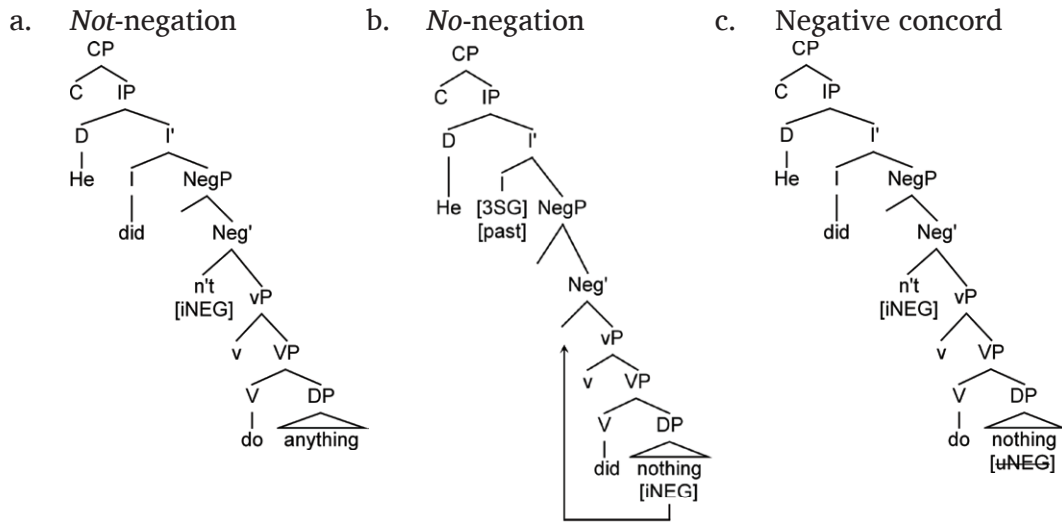 a. Not-negation
CP
C IP
D I'
He I NegP
did Neg'
n't vP
[iNEG]
v VP
V DP
do anything
b. No-negation
CP
C IP
D I'
He [3SG] NegP
[past]
Neg'
vP
v VP
V DP
did nothing
[iNEG]
c. Negative concord
CP
C IP
D I'
He I NegP
did Neg'
n't vP
[iNEG]
v VP
V DP
do nothing
[uNEG]